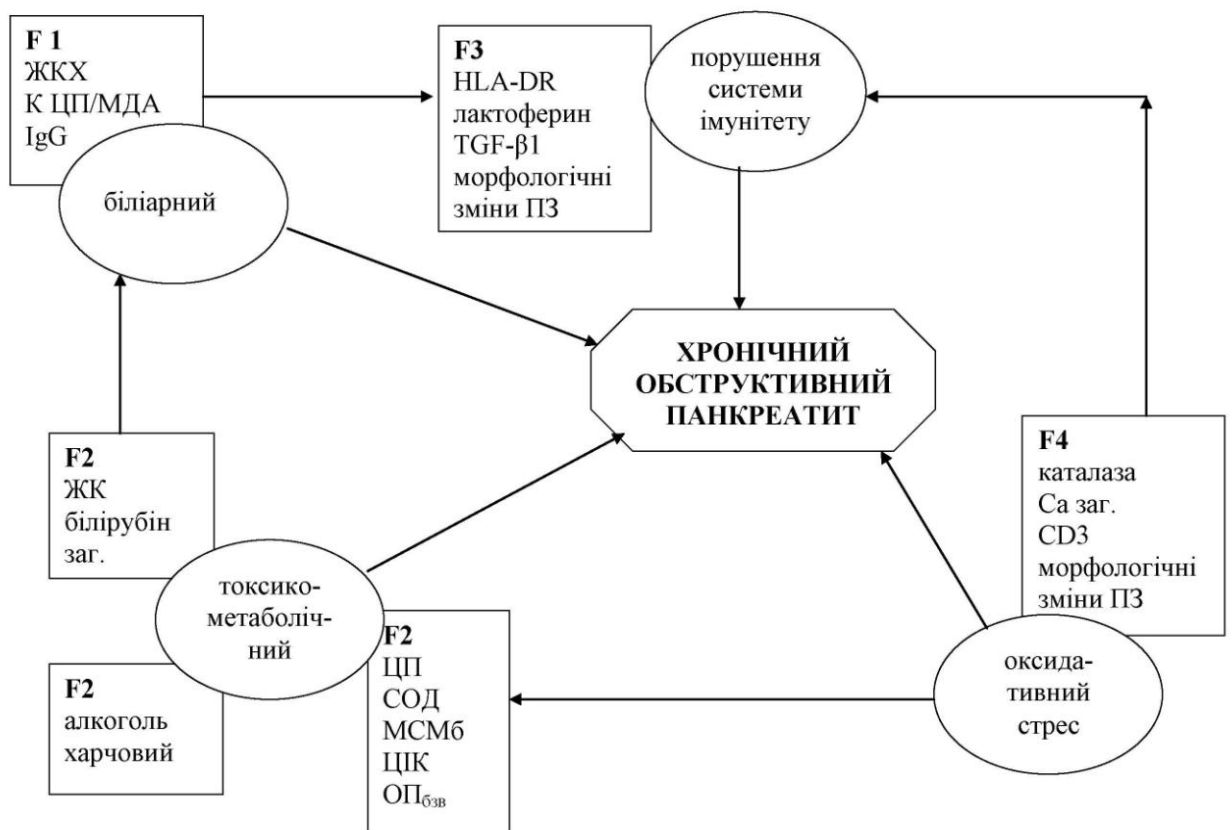 F 1
ЖКХ
К ЦП/МДА
IgG
біліарний
F3
HLA-DR
лактоферин
TGF-β1
морфологічні
зміни ПЗ
порушення
системи
імунітету
ХРОНІЧНИЙ
ОБСТРУКТИВНИЙ
ПАНКРЕАТИТ
F2
ЖК
білірубін
заг.
токсико-
метаболіч-
ний
F2
алкоголь
харчовий
F2
ЦП
СОД
МСМб
ЦІК
ОПбзв
F4
каталаза
Са заг.
CD3
морфологічні
зміни ПЗ
оксида-
тивний
стрес